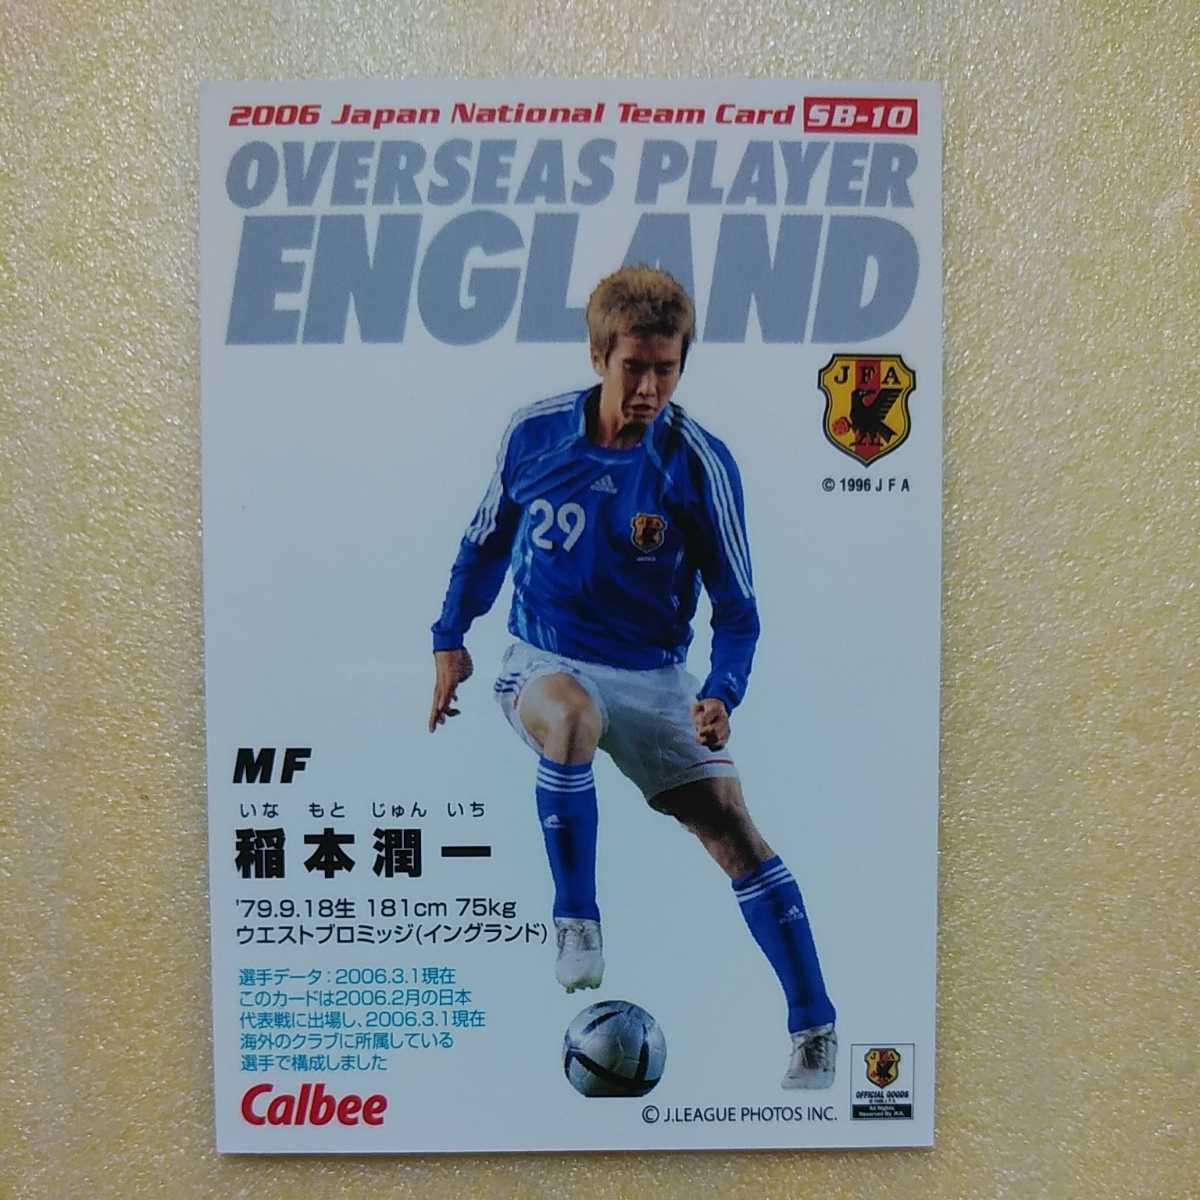 2006 Japan National Team Card SB-10
OVERSEAS PLAYER
ENGLAND
JFA
© 1996 J F A
29
adidas
MF
いな もと じゅん いち
稲本潤一
'79.9.18生 181cm 75kg
ウエストブロミッジ(イングランド)
選手データ:2006.3.1現在
このカードは2006.2月の日本
代表戦に出場し、2006.3.1現在
海外のクラブに所属している
選手で構成しました
Calbee
© J.LEAGUE PHOTOS INC.
JFA
OFFICIAL GOODS
All Rights